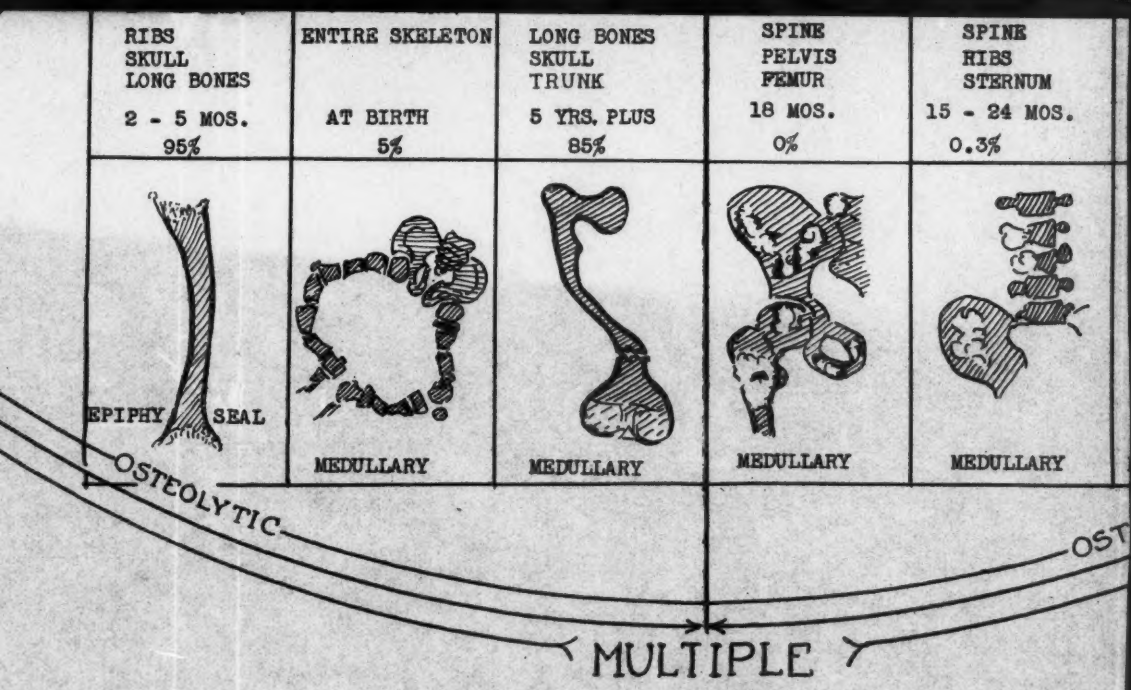 RIBS
SKULL
LONG BONES
2 - 5 MOS.
95%
EPIPHY SEAL
ENTIRE SKELETON
AT BIRTH
5%
MEDULLARY
LONG BONES
SKULL
TRUNK
5 YRS. PLUS
85%
MEDULLARY
SPINE
PELVIS
FEMUR
18 MOS.
0%
MEDULLARY
SPINE
RIBS
STERNUM
15 - 24 MOS.
0.3%
MEDULLARY
OSTEOLYTIC
OST
MULTIPLE